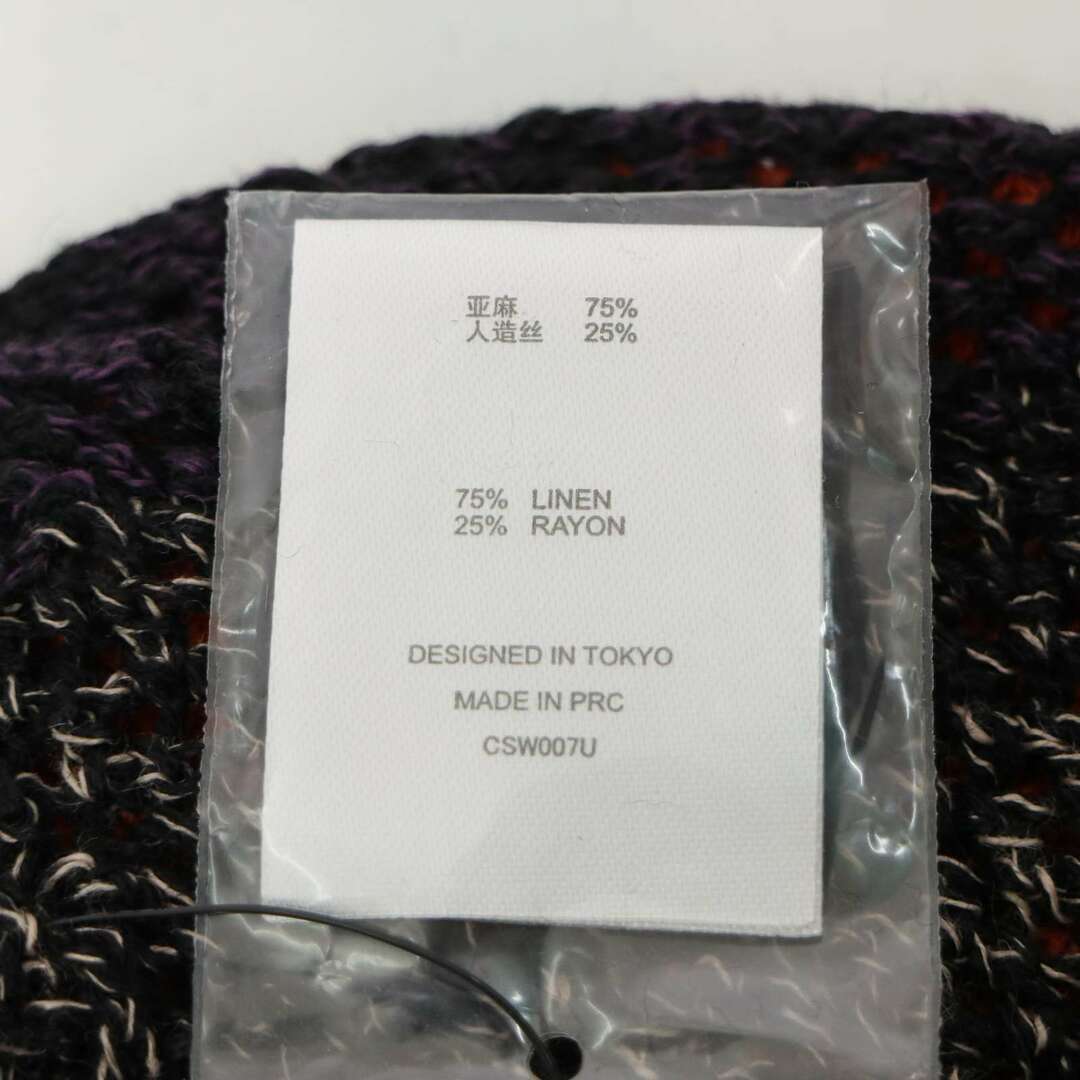 亚麻 75%
人造丝 25%
75% LINEN
25% RAYON
DESIGNED IN TOKYO
MADE IN PRC
CSW007U